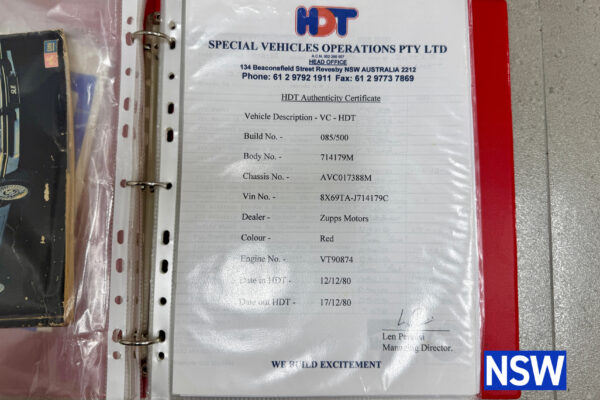 HDT
SPECIAL VEHICLES OPERATIONS PTY LTD
HEAD OFFICE
134 Beaconsfield Street Revesby NSW AUSTRALIA 2212
Phone: 61 2 9792 1911 Fax: 61 2 9773 7869
HDT Authenticity Certificate
Vehicle Description - VC - HDT
Build No. - 085/500
Body No. - 714179M
Chassis No. - AVC017388M
Vin No. - 8X69TA-J714179C
Dealer - Zupps Motors
Colour - Red
Engine No. - VT90874
Date in HDT - 12/12/80
Date out HDT - 17/12/80
Len
Managing Director.
WE BUILD EXCITEMENT
NSW